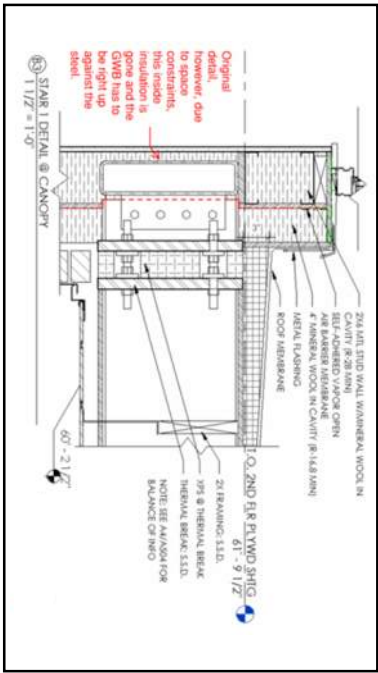 2X6 MTL STUD WALL W/MINERAL WOOL IN
CAVITY (R-28 MIN)
SELF-ADHERED VAPOR OPEN
AIR BARRIER MEMBRANE
4" MINERAL WOOL IN CAVITY (R-16.8 MIN)
METAL FLASHING
ROOF MEMBRANE
T.O. 2ND FLR PLYWD SHTG
61' - 9 1/2"
Original
detail,
however, due
to space
constraints,
this inside
insulation is
gone and the
GWB has to
be right up
against the
steel.
2X FRAMING: S.S.D.
XPS @ THERMAL BREAK
THERMAL BREAK: S.S.D.
NOTE: SEE A4/A504 FOR
BALANCE OF INFO
60' - 2 1/2"
B3 STAIR 1 DETAIL @ CANOPY
1 1/2" = 1'-0"